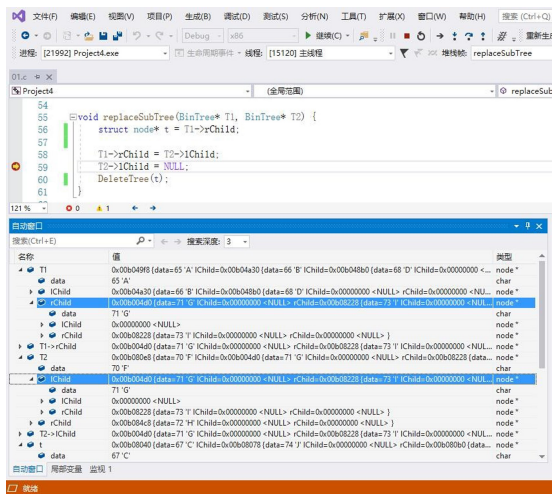 文件(F) 编辑(E) 视图(V) 项目(P) 生成(B) 调试(D) 测试(S) 分析(N) 工具(T) 扩展(X) 窗口(W) 帮助(H) 搜索 (Ctrl+Q)
Debug x86 继续(C) 重新生
进程: [21992] Project4.exe 生命周期事件 线程: [15120] 主线程 堆栈帧: replaceSubTree
01.c
Project4 (全局范围) replaceSub
54
55 void replaceSubTree(BinTree* T1, BinTree* T2) {
56 struct node* t = T1->rChild;
57
58 T1->rChild = T2->lChild;
59 T2->lChild = NULL;
60 DeleteTree(t);
61 }
121 % 0 1
自动窗口
搜索(Ctrl+E) 搜索深度: 3
名称 值 类型
T1 0x00b049f8 {data=65 'A' lChild=0x00b04a30 {data=66 'B' lChild=0x00b048b0 {data=68 'D' lChild=0x00000000 <... node *
data 65 'A' char
lChild 0x00b04a30 {data=66 'B' lChild=0x00b048b0 {data=68 'D' lChild=0x00000000 <NULL> rChild=0x00000000 <NU... node *
rChild 0x00b004d0 {data=71 'G' lChild=0x00000000 <NULL> rChild=0x00b08228 {data=73 'I' lChild=0x00000000 <NUL... node *
data 71 'G' char
lChild 0x00000000 <NULL> node *
rChild 0x00b08228 {data=73 'I' lChild=0x00000000 <NULL> rChild=0x00000000 <NULL> } node *
T1->rChild 0x00b004d0 {data=71 'G' lChild=0x00000000 <NULL> rChild=0x00b08228 {data=73 'I' lChild=0x00000000 <NUL... node *
T2 0x00b080e8 {data=70 'F' lChild=0x00b004d0 {data=71 'G' lChild=0x00000000 <NULL> rChild=0x00b08228 {data... node *
data 70 'F' char
lChild 0x00b004d0 {data=71 'G' lChild=0x00000000 <NULL> rChild=0x00b08228 {data=73 'I' lChild=0x00000000 <NUL... node *
data 71 'G' char
lChild 0x00000000 <NULL> node *
rChild 0x00b08228 {data=73 'I' lChild=0x00000000 <NULL> rChild=0x00000000 <NULL> } node *
rChild 0x00b084c8 {data=72 'H' lChild=0x00000000 <NULL> rChild=0x00000000 <NULL> } node *
T2->lChild 0x00b004d0 {data=71 'G' lChild=0x00000000 <NULL> rChild=0x00b08228 {data=73 'I' lChild=0x00000000 <NUL... node *
t 0x00b08040 {data=67 'C' lChild=0x00b08078 {data=74 'J' lChild=0x00000000 <NULL> rChild=0x00b080b0 {data... node *
data 67 'C' char
自动窗口 局部变量 监视 1
就绪